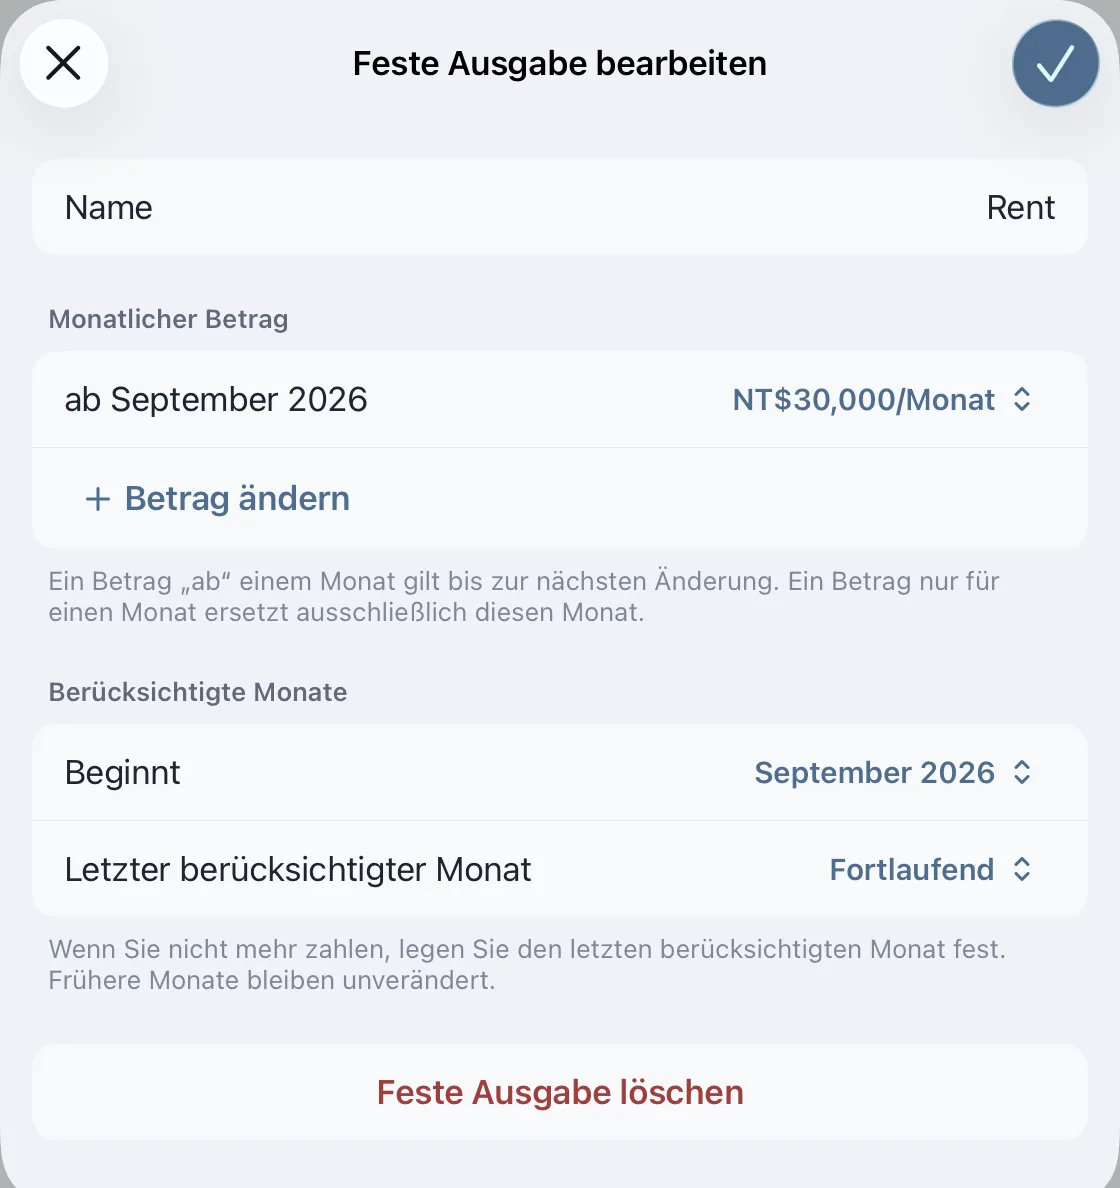 Feste Ausgabe bearbeiten
Name
Rent
Monatlicher Betrag
ab September 2026
NT$30,000/Monat
+ Betrag ändern
Ein Betrag „ab“ einem Monat gilt bis zur nächsten Änderung. Ein Betrag nur für
einen Monat ersetzt ausschließlich diesen Monat.
Berücksichtigte Monate
Beginnt
September 2026
Letzter berücksichtigter Monat
Fortlaufend
Wenn Sie nicht mehr zahlen, legen Sie den letzten berücksichtigten Monat fest.
Frühere Monate bleiben unverändert.
Feste Ausgabe löschen